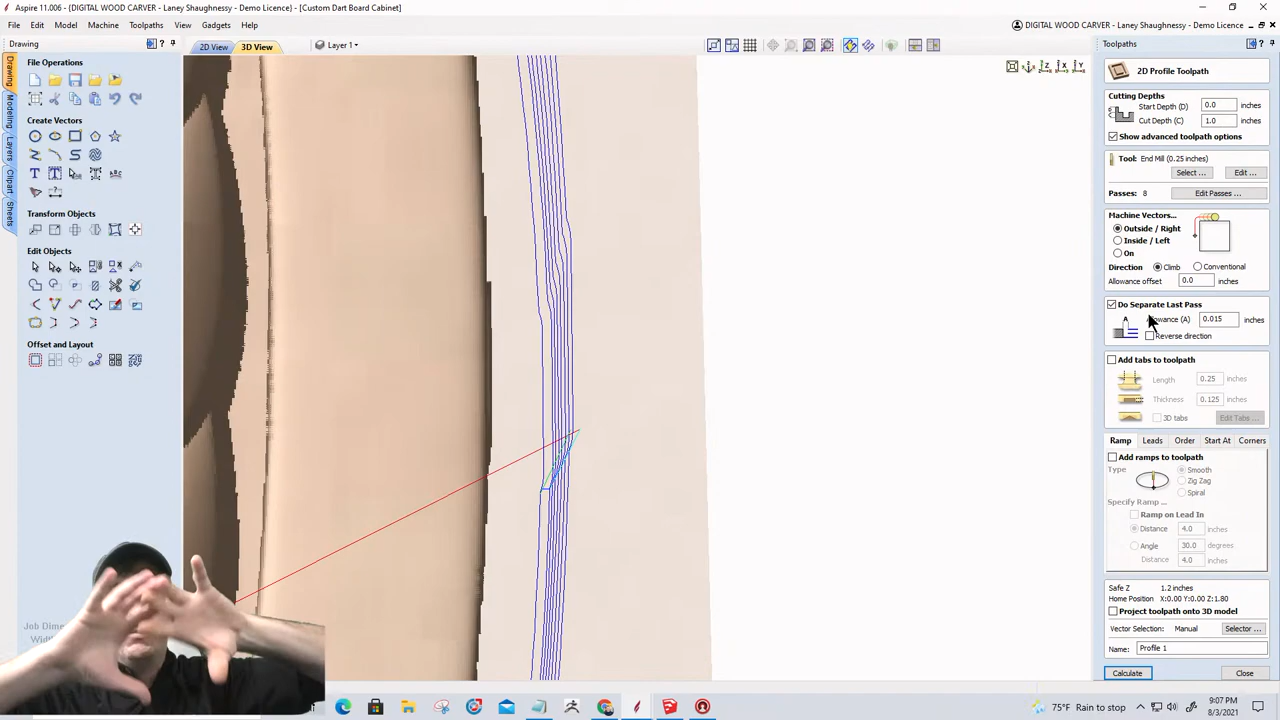 Aspire 11.006 - (DIGITAL WOOD CARVER - Laney Shaughnessy - Demo Licence) - [Custom Dart Board Cabinet]
File Edit Model Machine Toolpaths View Gadgets Help
DIGITAL WOOD CARVER - Laney Shaughnessy - Demo Licence
Drawing
2D View
3D View
Layer 1
Toolpaths
Drawing
Modeling
Layers
Clipart
Sheets
File Operations
Create Vectors
Transform Objects
Edit Objects
Offset and Layout
Job Dime
Width
X
Y
2D Profile Toolpath
Cutting Depths
Start Depth (D) 0.0 inches
Cut Depth (C) 1.0 inches
Show advanced toolpath options
Tool: End Mill (0.25 inches)
Select ... Edit ...
Passes: 8 Edit Passes ...
Machine Vectors...
Outside / Right
Inside / Left
On
Direction Climb Conventional
Allowance offset 0.0 inches
Do Separate Last Pass
Allowance (A) 0.015 inches
Reverse direction
Add tabs to toolpath
Length 0.25 inches
Thickness 0.125 inches
3D tabs Edit Tabs ...
Ramp Leads Order Start At Corners
Add ramps to toolpath
Type Smooth
Zig Zag
Spiral
Specify Ramp ...
Ramp on Lead In
Distance 4.0 inches
Angle 30.0 degrees
Distance 4.0 inches
Safe Z 1.2 inches
Home Position X:0.00 Y:0.00 Z:1.80
Project toolpath onto 3D model
Vector Selection: Manual Selector ...
Name: Profile 1
Calculate Close
75°F Rain to stop
9:07 PM
8/3/2021